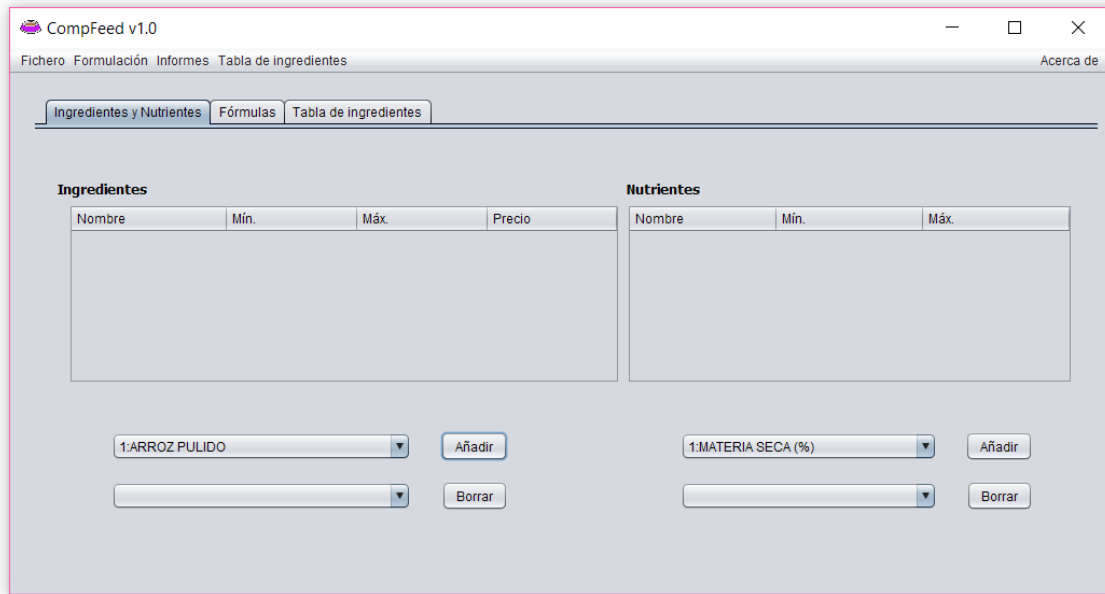 CompFeed v1.0
Fichero Formulación Informes Tabla de ingredientes Acerca de
Ingredientes y Nutrientes Fórmulas Tabla de ingredientes
Ingredientes Nutrientes
Nombre Mín. Máx. Precio Nombre Mín. Máx.
1:ARROZ PULIDO Añadir 1:MATERIA SECA (%) Añadir
Borrar Borrar